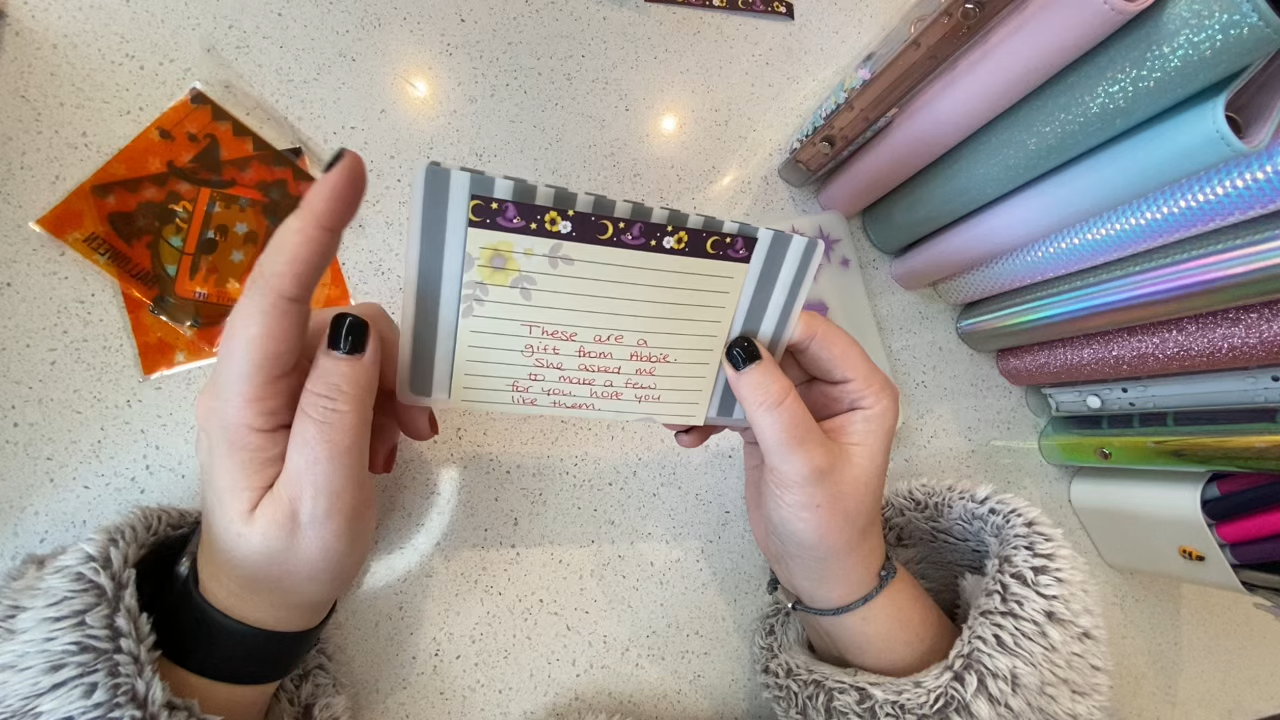 These are a
gift from Abbie.
She asked me
to make a few
for you, hope you
like them.
HALLOWEEN